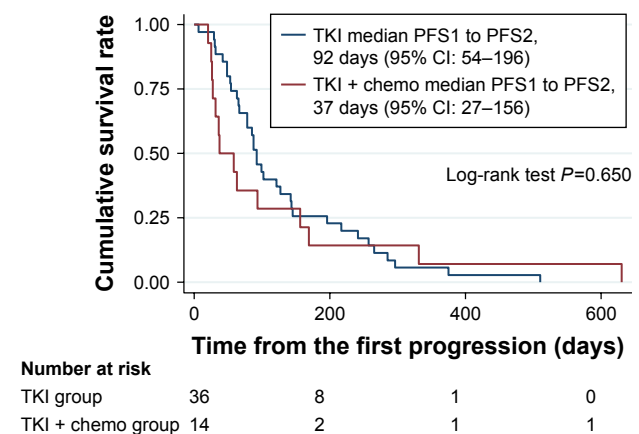 Cumulative survival rate
1.00
0.75
0.50
0.25
0.00
TKI median PFS1 to PFS2,
92 days (95% CI: 54–196)
TKI + chemo median PFS1 to PFS2,
37 days (95% CI: 27–156)
Log-rank test P=0.650
0 200 400 600
Time from the first progression (days)
Number at risk
TKI group 36 8 1 0
TKI + chemo group 14 2 1 1